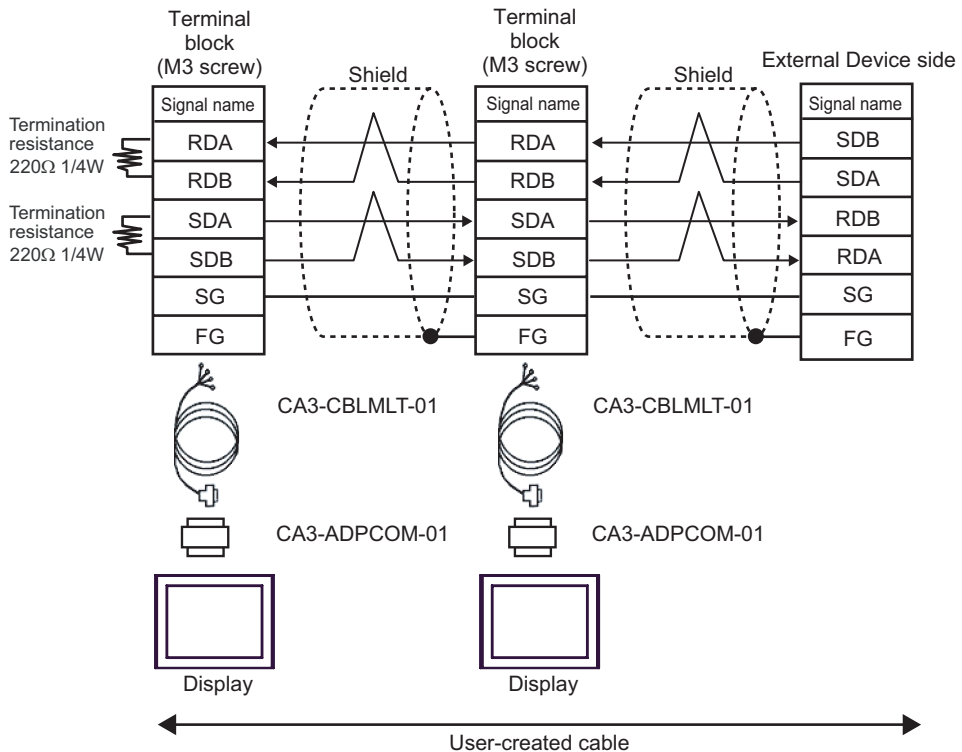 Terminal
block
(M3 screw)
Terminal
block
(M3 screw)
External Device side
Shield
Shield
Signal name
Signal name
Signal name
Termination
resistance
220Ω 1/4W
RDA
RDA
SDB
RDB
RDB
SDA
Termination
resistance
220Ω 1/4W
SDA
SDA
RDB
SDB
SDB
RDA
SG
SG
SG
FG
FG
FG
CA3-CBLMLT-01
CA3-CBLMLT-01
CA3-ADPCOM-01
CA3-ADPCOM-01
Display
Display
User-created cable